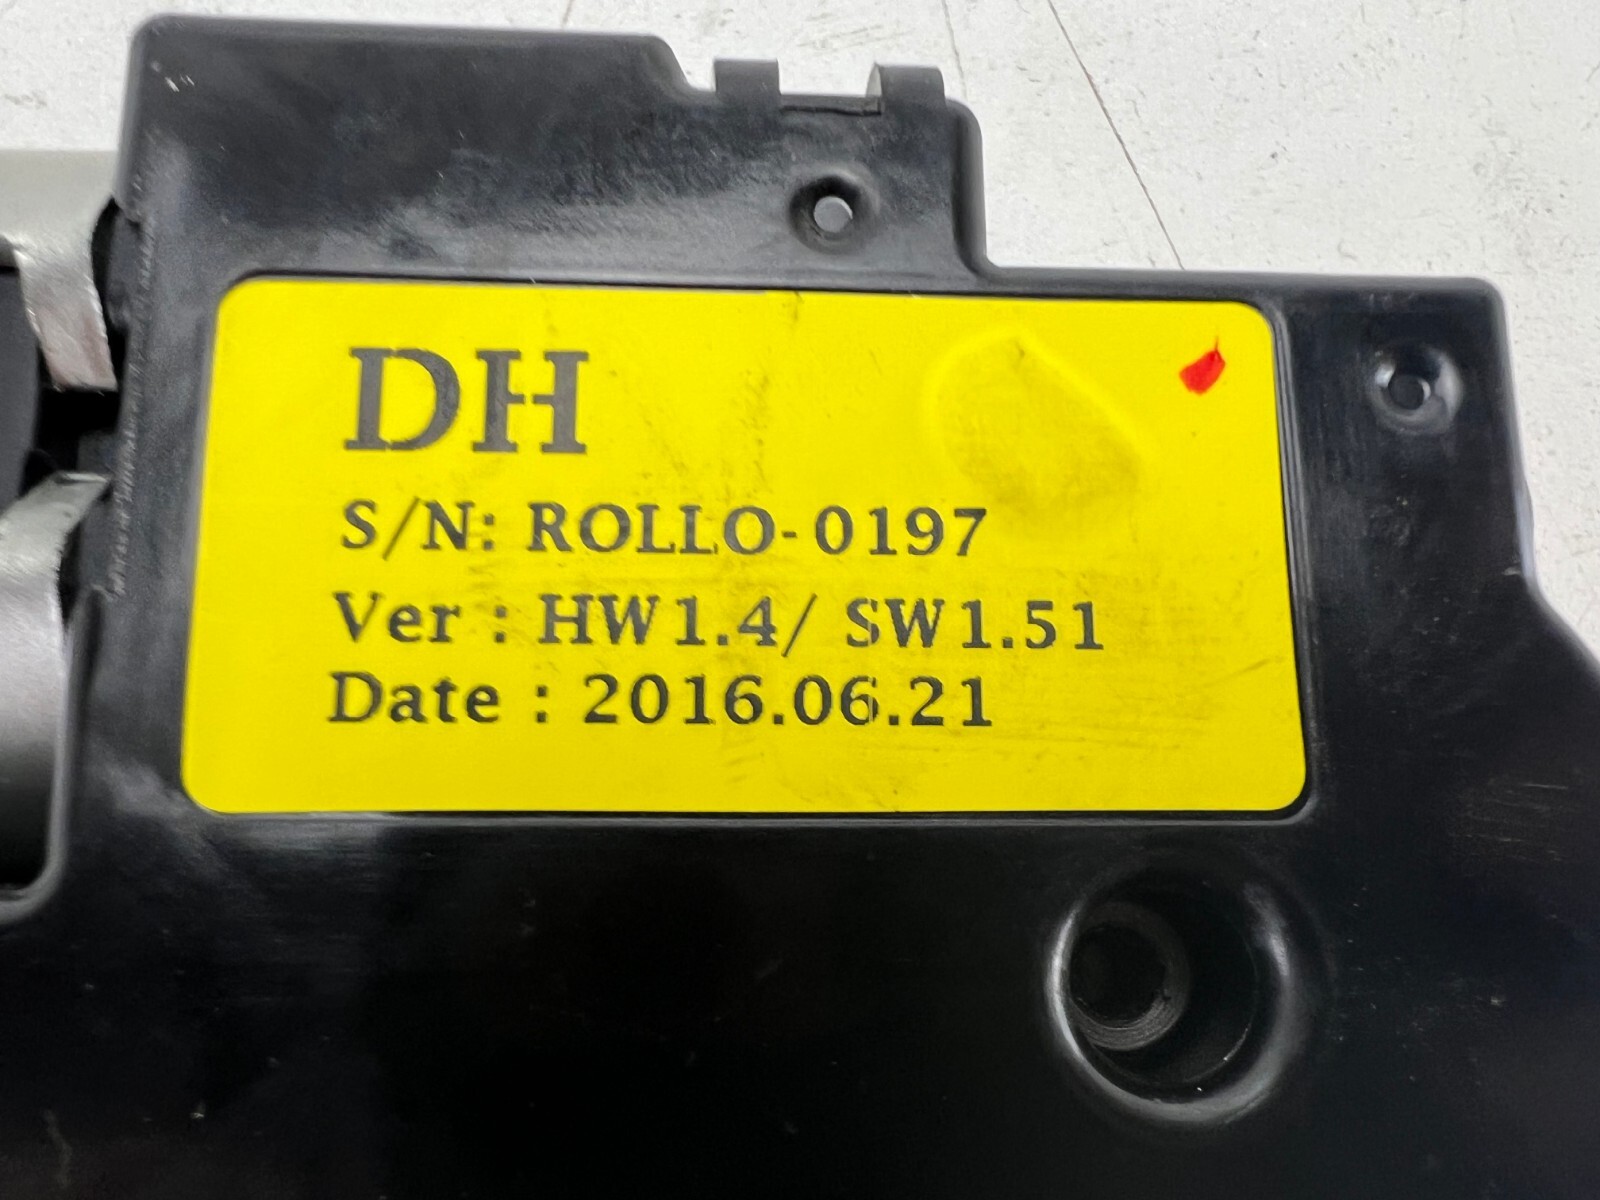 DH
S/N: ROLLO-0197
Ver : HW1.4/ SW1.51
Date : 2016.06.21